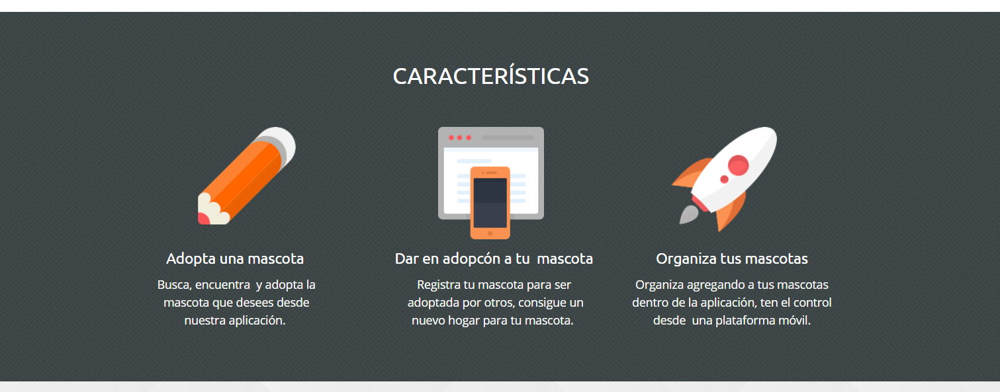 CARACTERÍSTICAS
Adopta una mascota
Busca, encuentra  y adopta la
mascota que desees desde
nuestra aplicación.
Dar en adopcón a tu  mascota
Registra tu mascota para ser
adoptada por otros, consigue un
nuevo hogar para tu mascota.
Organiza tus mascotas
Organiza agregando a tus mascotas
dentro de la aplicación, ten el control
desde  una plataforma móvil.